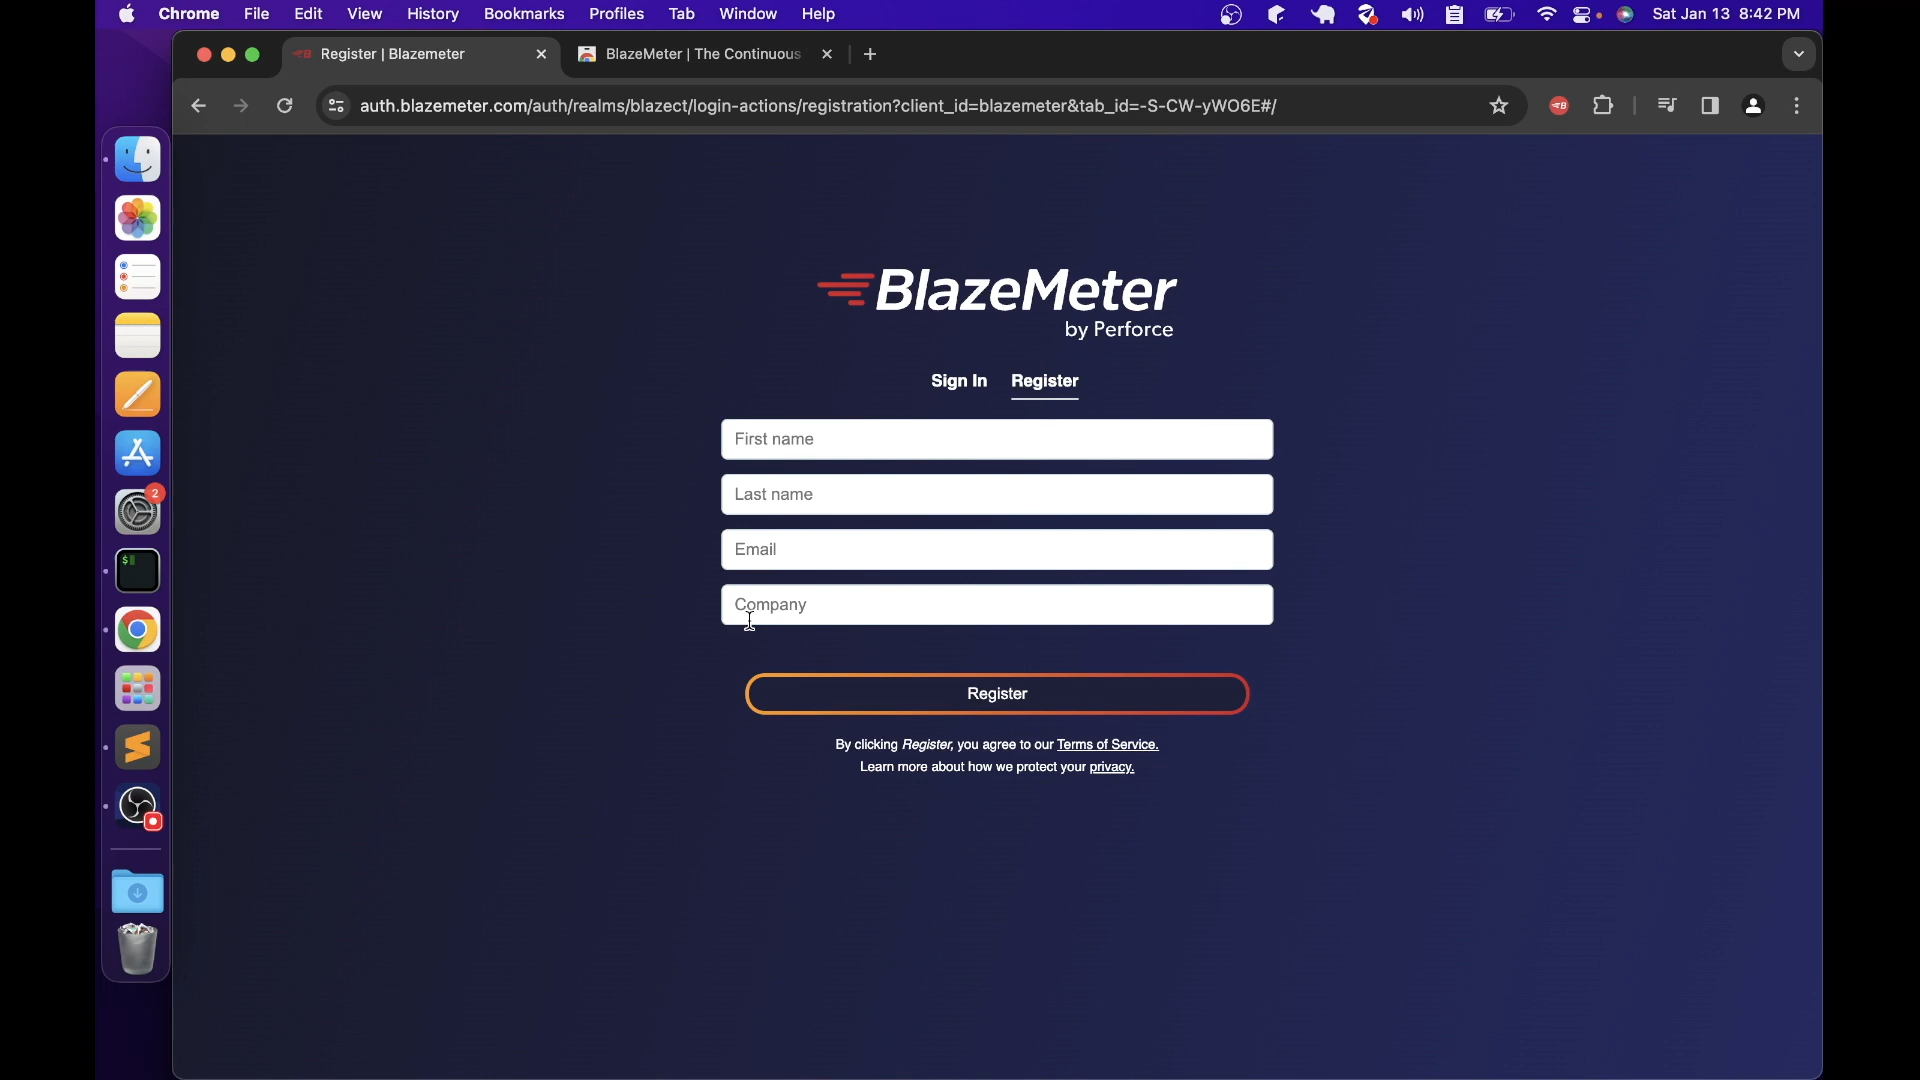 Chrome File Edit View History Bookmarks Profiles Tab Window Help Sat Jan 13 8:42 PM
Register | Blazemeter BlazeMeter | The Continuous
auth.blazemeter.com/auth/realms/blazect/login-actions/registration?client_id=blazemeter&tab_id=-S-CW-yWO6E#/
BlazeMeter
by Perforce
Sign In Register
First name
Last name
Email
Company
Register
By clicking Register, you agree to our Terms of Service.
Learn more about how we protect your privacy.
2
$